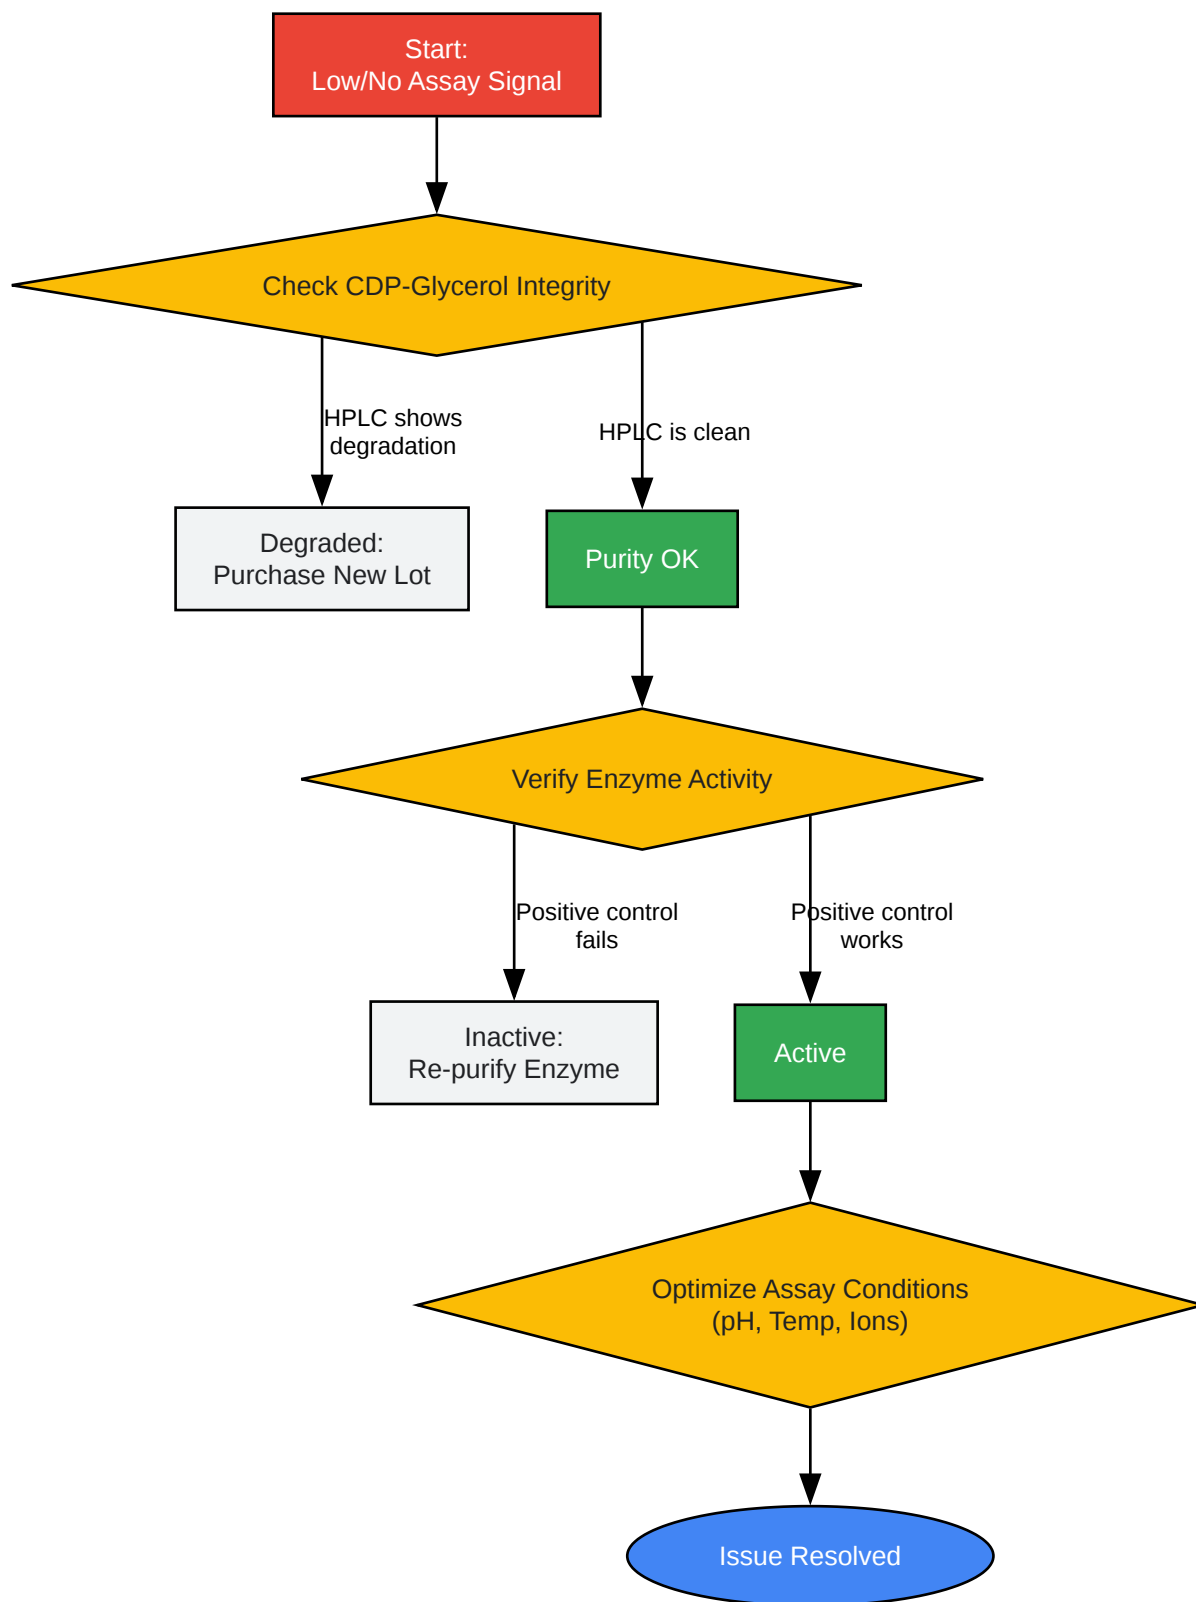 Start:
Low/No Assay Signal
Check CDP-Glycerol Integrity
HPLC shows
degradation
HPLC is clean
Degraded:
Purchase New Lot
Purity OK
Verify Enzyme Activity
Positive control
fails
Positive control
works
Inactive:
Re-purify Enzyme
Active
Optimize Assay Conditions
(pH, Temp, Ions)
Issue Resolved